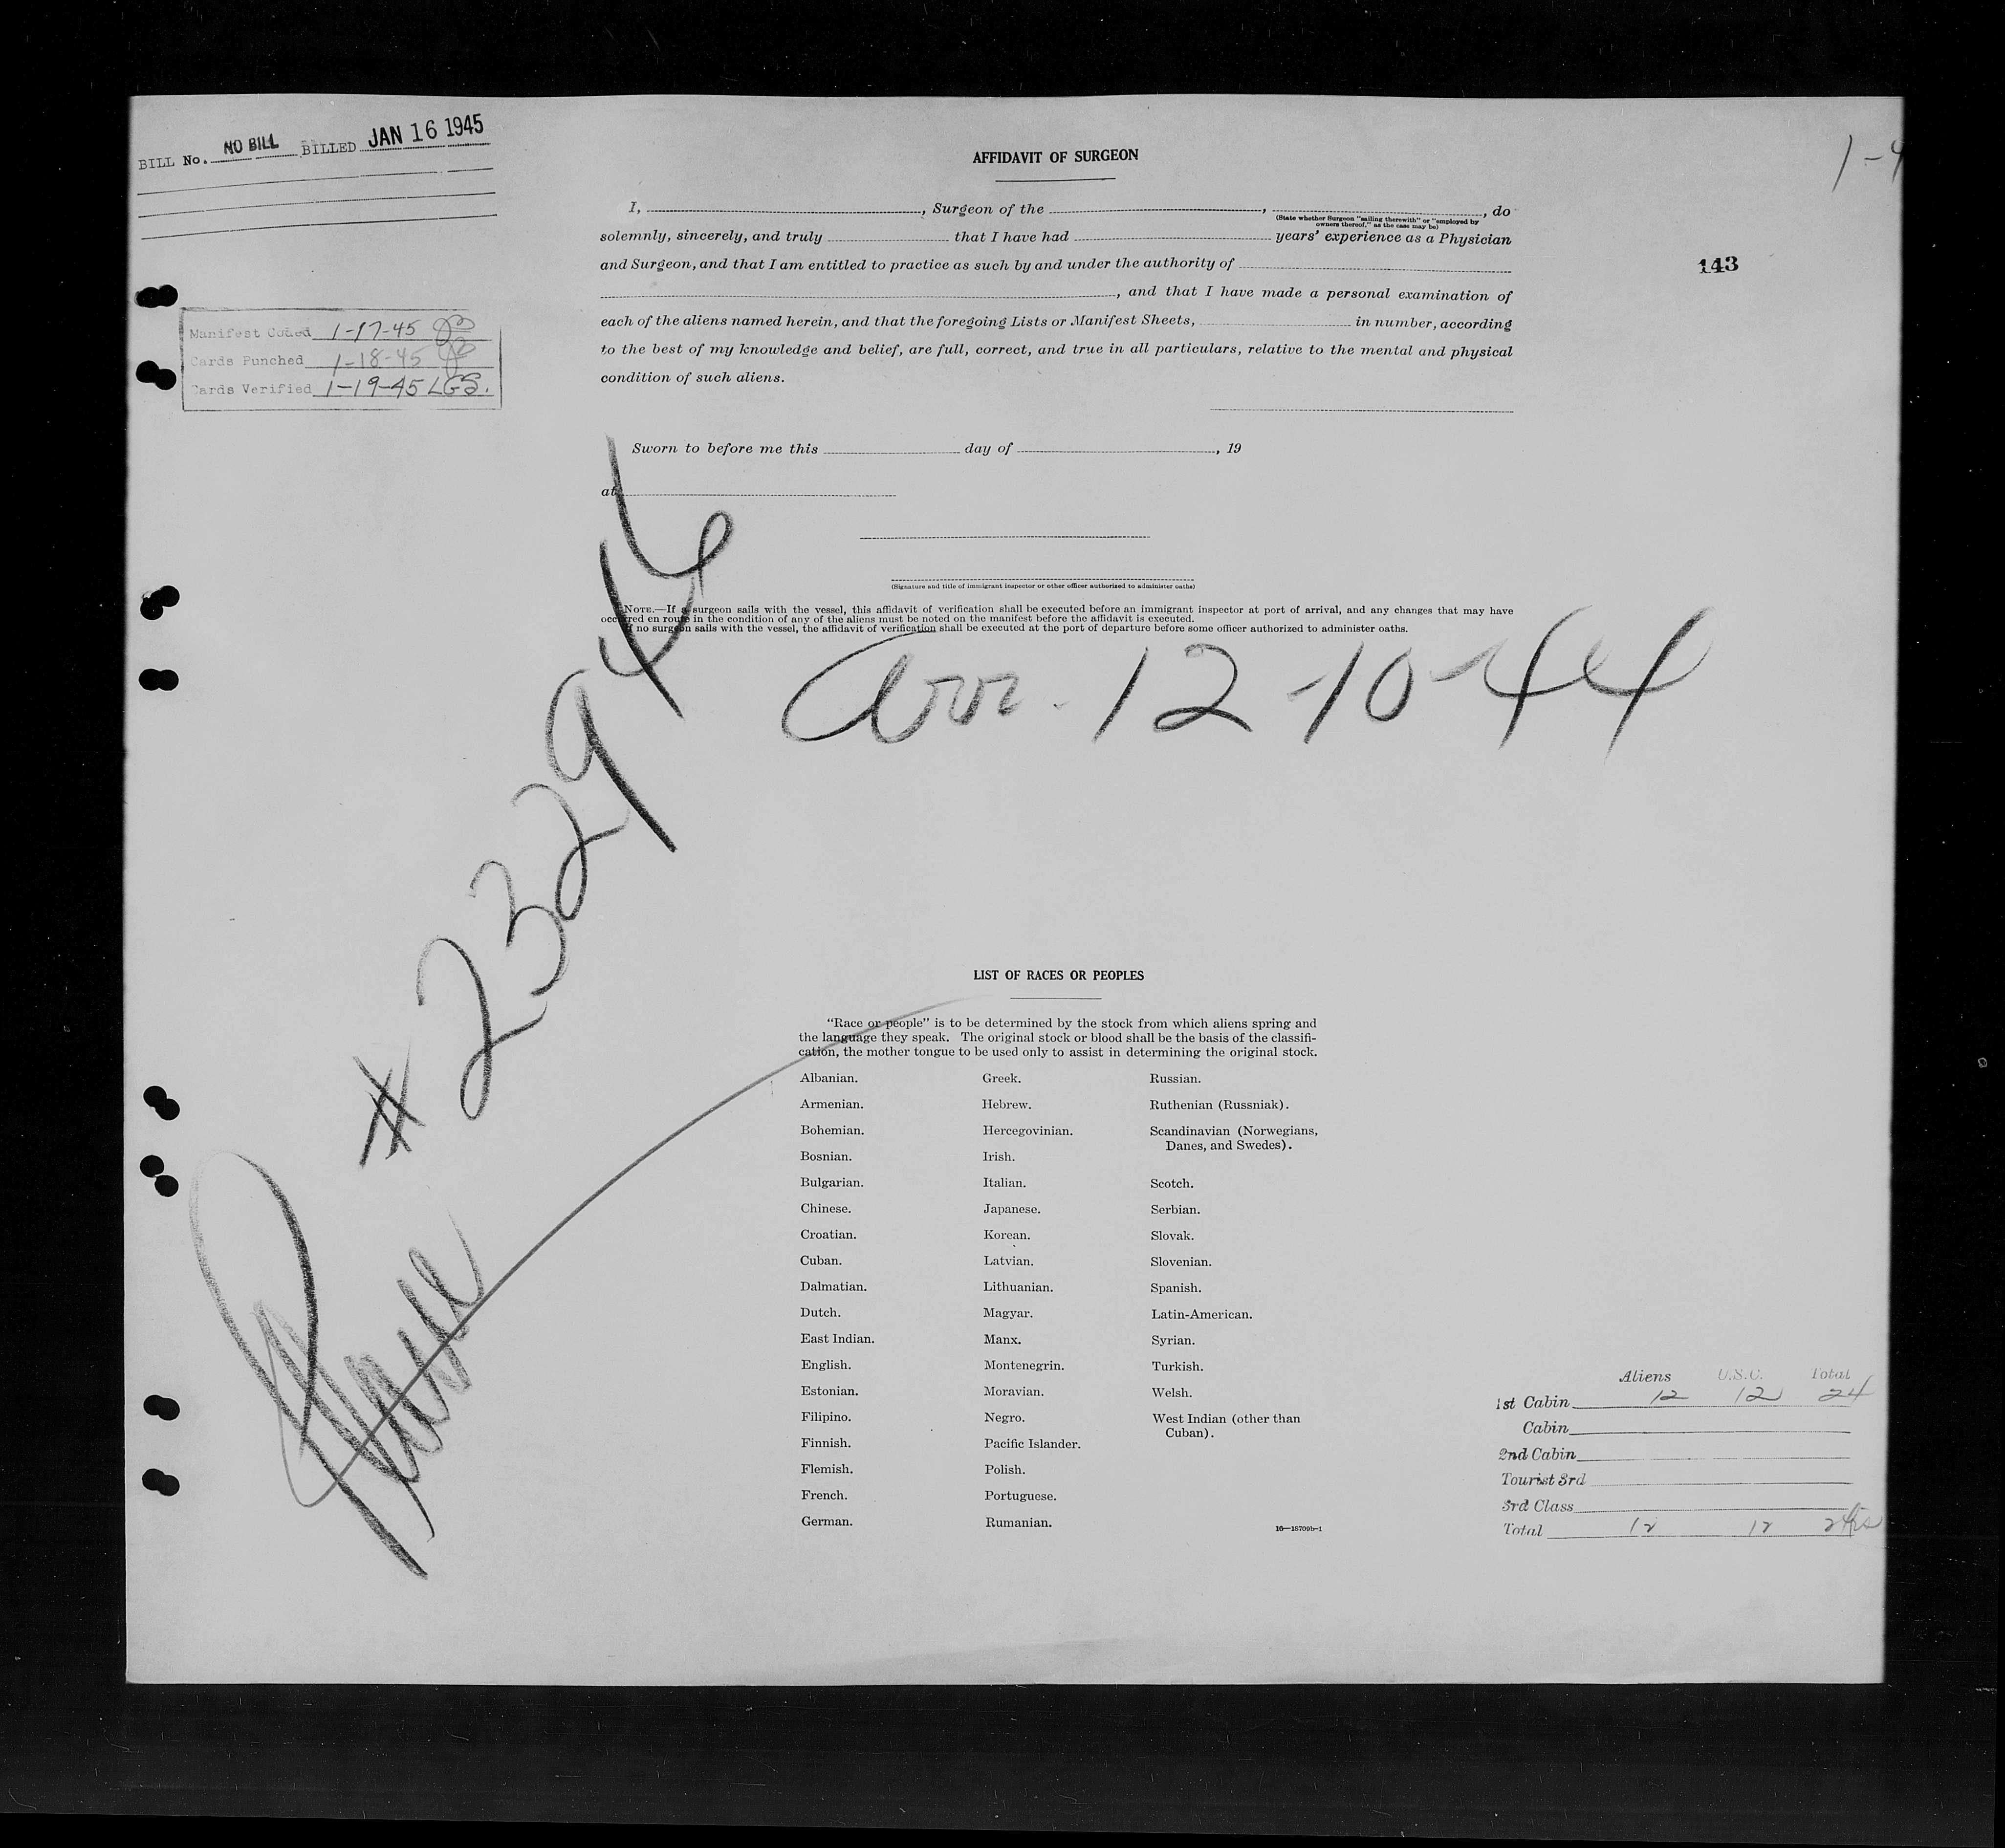 BILL No. NO BILL BILLED JAN 16 1945
1-4
143
Manifest Coded 1-17-45
Cards Punched 1-18-45
Cards Verified 1-19-45 LGS.
AFFIDAVIT OF SURGEON
I, , Surgeon of the , , do
(State whether Surgeon "sailing therewith" or "employed by
owners thereof," as the case may be)
solemnly, sincerely, and truly that I have had years' experience as a Physician
and Surgeon, and that I am entitled to practice as such by and under the authority of
, and that I have made a personal examination of
each of the aliens named herein, and that the foregoing Lists or Manifest Sheets, in number, according
to the best of my knowledge and belief, are full, correct, and true in all particulars, relative to the mental and physical
condition of such aliens.
Sworn to before me this day of , 19
at
(Signature and title of immigrant inspector or other officer authorized to administer oaths)
NOTE.—If a surgeon sails with the vessel, this affidavit of verification shall be executed before an immigrant inspector at port of arrival, and any changes that may have
occurred en route in the condition of any of the aliens must be noted on the manifest before the affidavit is executed.
If no surgeon sails with the vessel, the affidavit of verification shall be executed at the port of departure before some officer authorized to administer oaths.
Arr. 12-10-44
Plane # 232944
LIST OF RACES OR PEOPLES
"Race or people" is to be determined by the stock from which aliens spring and
the language they speak. The original stock or blood shall be the basis of the classifi-
cation, the mother tongue to be used only to assist in determining the original stock.
Albanian.
Armenian.
Bohemian.
Bosnian.
Bulgarian.
Chinese.
Croatian.
Cuban.
Dalmatian.
Dutch.
East Indian.
English.
Estonian.
Filipino.
Finnish.
Flemish.
French.
German.
Greek.
Hebrew.
Hercegovinian.
Irish.
Italian.
Japanese.
Korean.
Latvian.
Lithuanian.
Magyar.
Manx.
Montenegrin.
Moravian.
Negro.
Pacific Islander.
Polish.
Portuguese.
Rumanian.
Russian.
Ruthenian (Russniak).
Scandinavian (Norwegians,
Danes, and Swedes).
Scotch.
Serbian.
Slovak.
Slovenian.
Spanish.
Latin-American.
Syrian.
Turkish.
Welsh.
West Indian (other than
Cuban).
16—18709b-1
Aliens U.S.C. Total
1st Cabin 12 12 24
Cabin
2nd Cabin
Tourist 3rd
3rd Class
Total 12 12 24